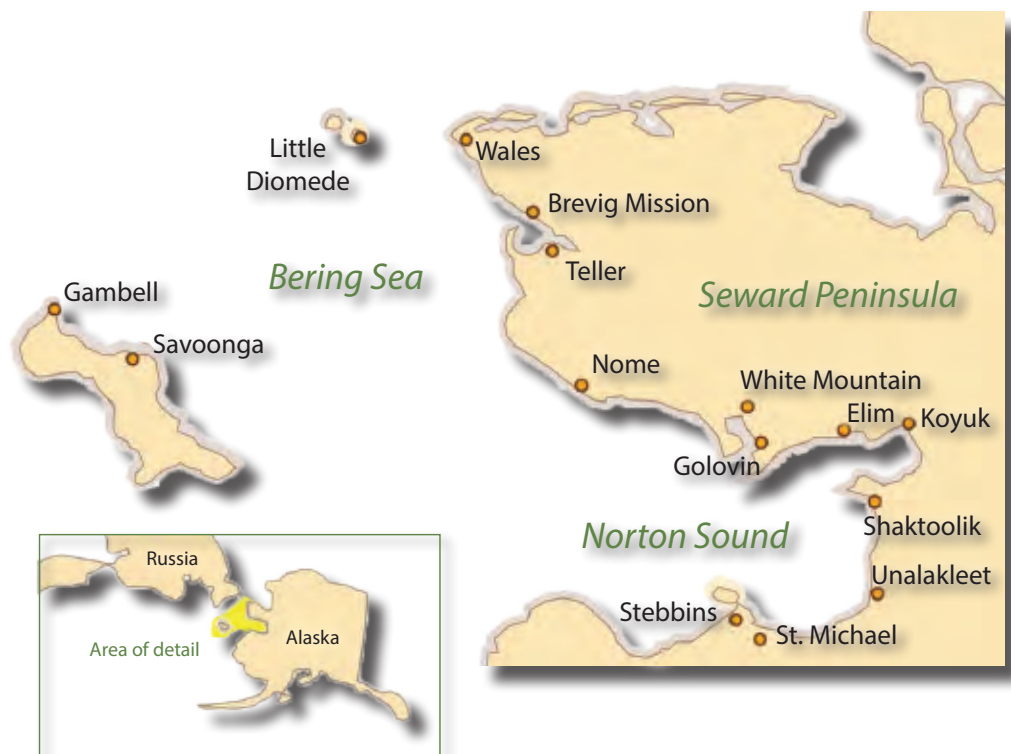 Little
Diomede
Wales
Brevig Mission
Teller
Bering Sea
Seward Peninsula
Gambell
Savoonga
Nome
White Mountain
Elim
Koyuk
Golovin
Norton Sound
Shaktoolik
Unalakleet
Stebbins
St. Michael
Russia
Alaska
Area of detail